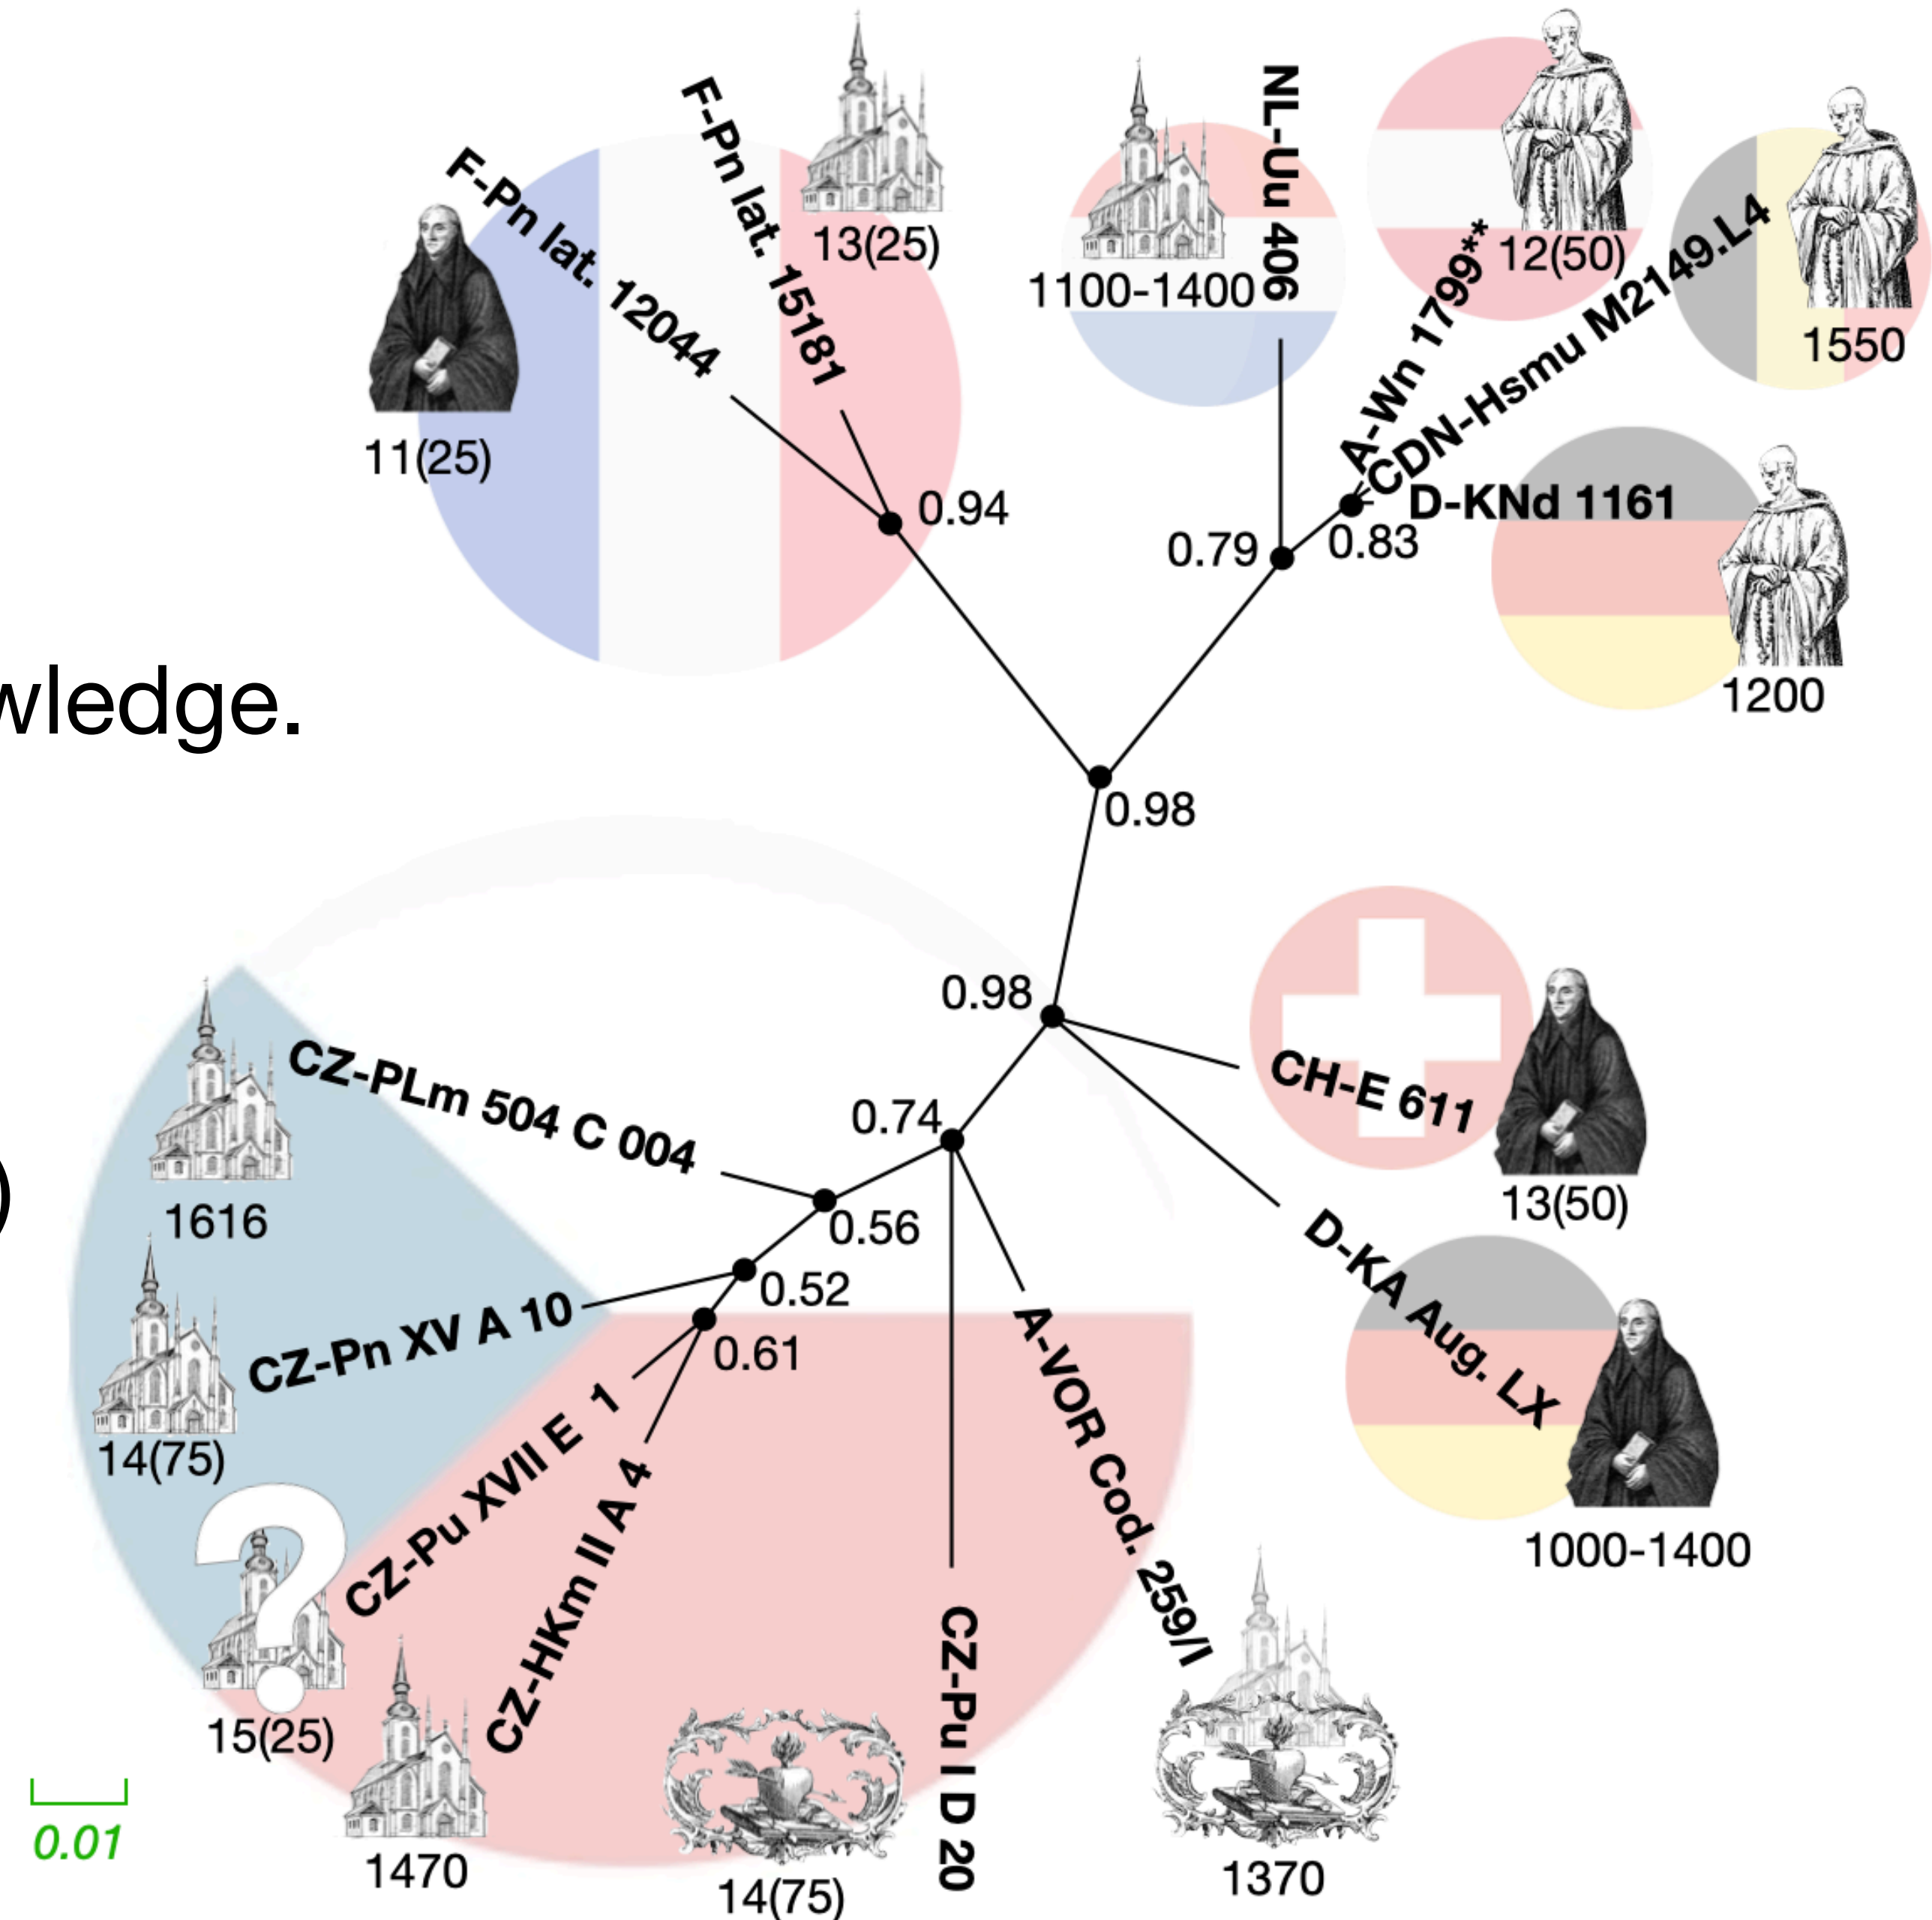 F-Pn lat. 12044
11(25)
F-Pn lat. 15181
13(25)
0.94
1100-1400
NL-Uu 406
A-Wn 1799**
12(50)
CDN-Hsmu M2149.L4
1550
D-KNd 1161
1200
0.79
0.83
wledge.
0.98
0.98
CH-E 611
13(50)
D-KA Aug. LX
1000-1400
0.74
CZ-PLm 504 C 004
1616
)
0.56
0.52
CZ-Pn XV A 10
14(75)
0.61
CZ-Pu XVII E 1
?
15(25)
CZ-HKm II A 4
1470
CZ-Pu I D 20
14(75)
A-VOR Cod. 259/I
1370
0.01